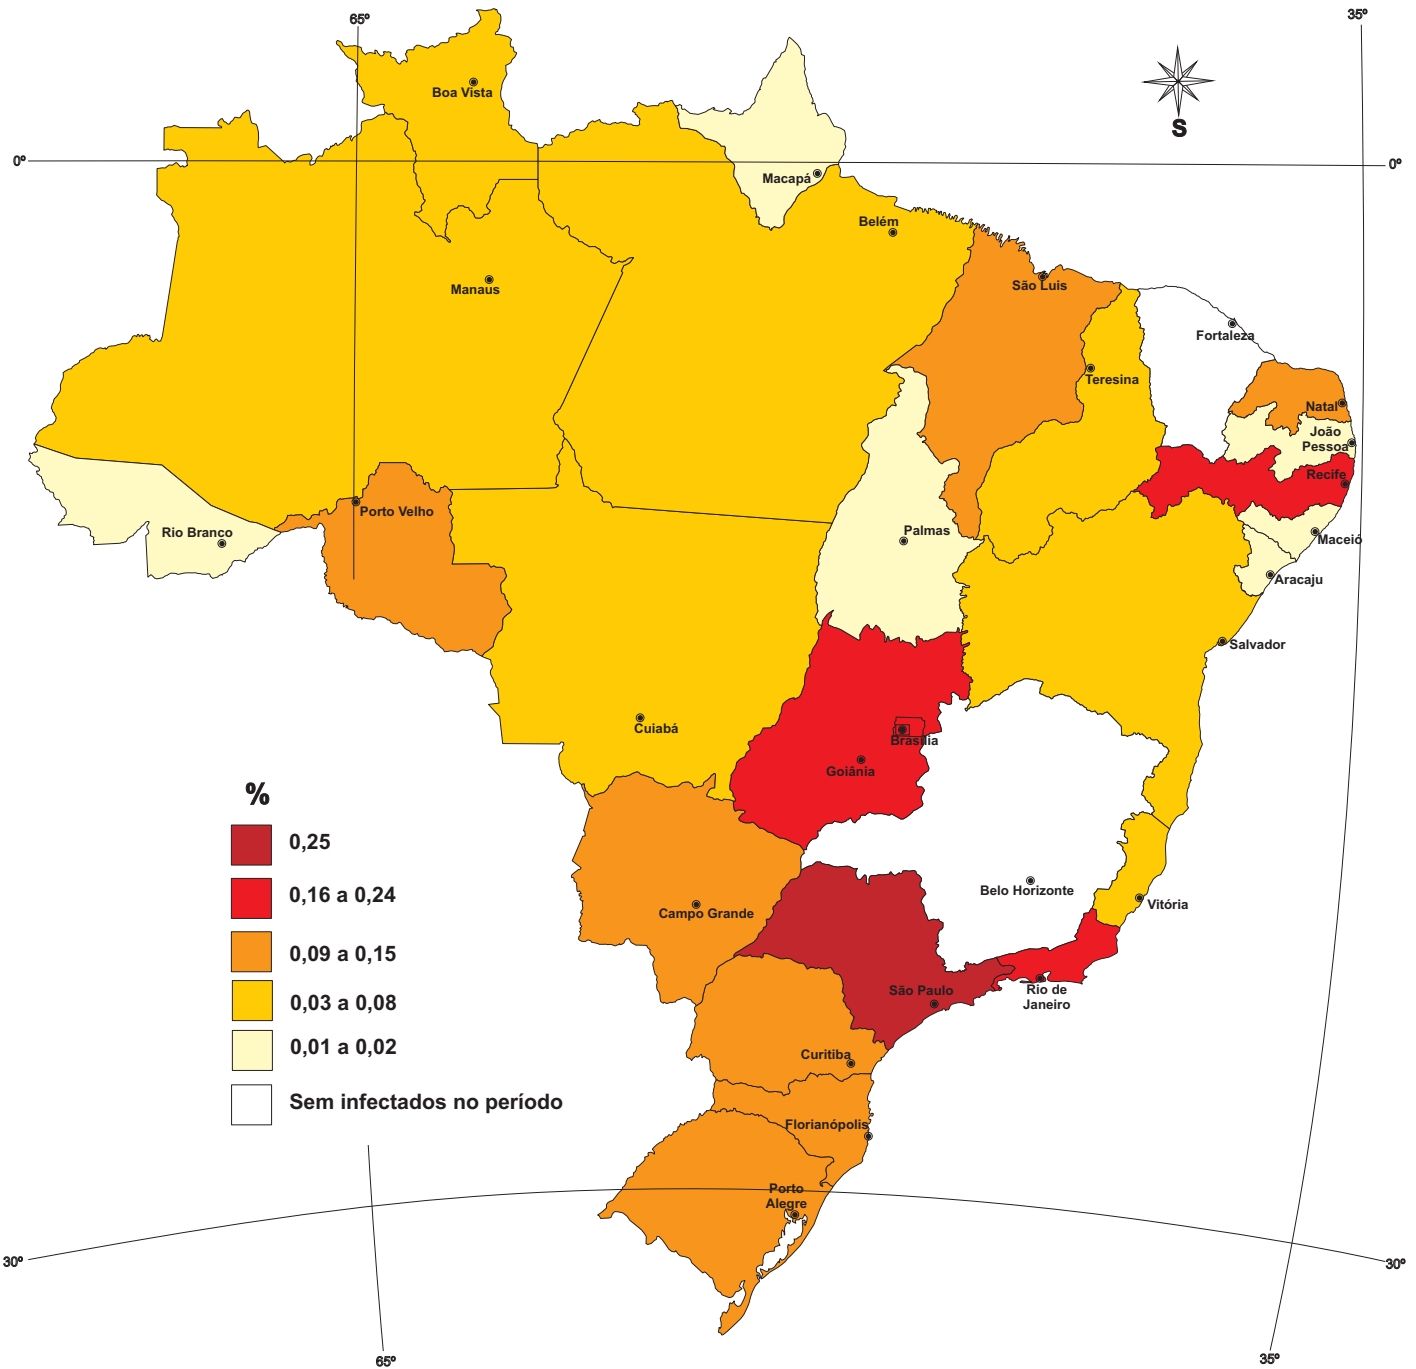 65º
35º
Boa Vista
S
0º
0º
Macapá
Belém
Manaus
São Luis
Fortaleza
Teresina
Natal
João
Pessoa
Recife
Porto Velho
Rio Branco
Palmas
Maceió
Aracaju
Salvador
Cuiabá
Brasília
Goiânia
%
0,25
0,16 a 0,24
0,09 a 0,15
0,03 a 0,08
0,01 a 0,02
Sem infectados no período
Belo Horizonte
Vitória
Campo Grande
São Paulo
Rio de
Janeiro
Curitiba
Florianópolis
Porto
Alegre
30º
30º
65º
35º